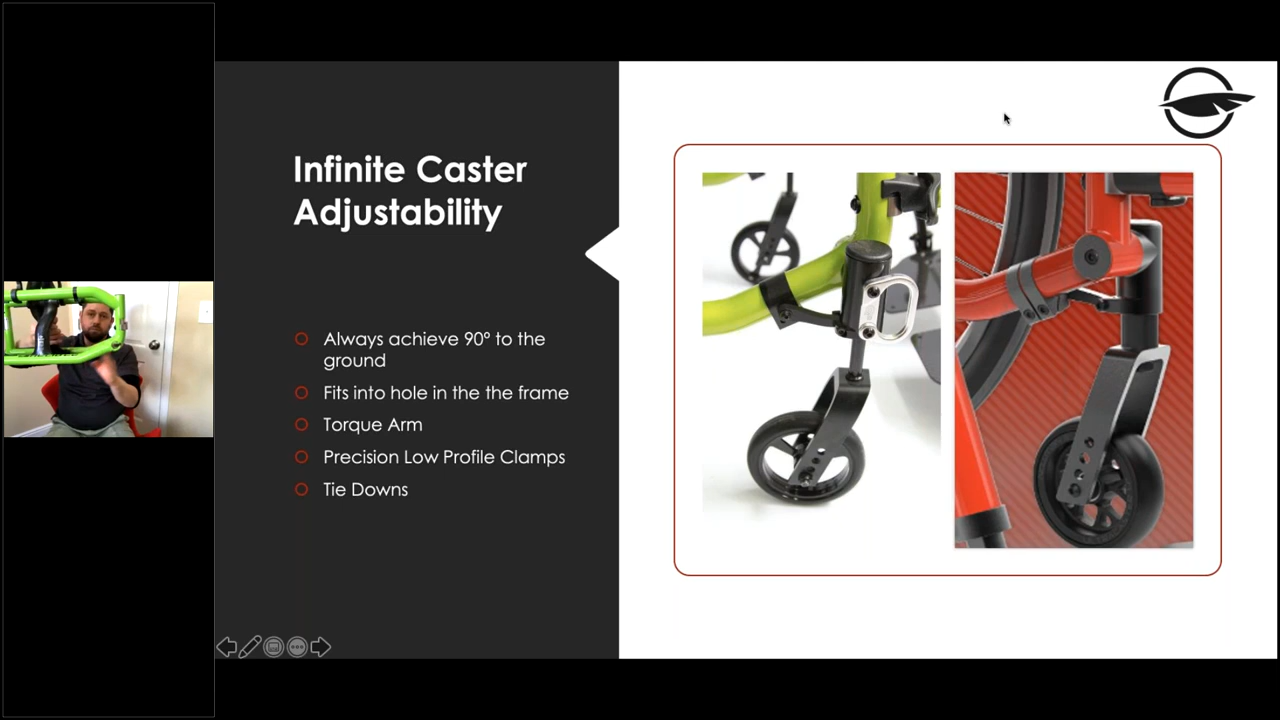 Infinite Caster
Adjustability
Always achieve 90º to the
ground
Fits into hole in the the frame
Torque Arm
Precision Low Profile Clamps
Tie Downs